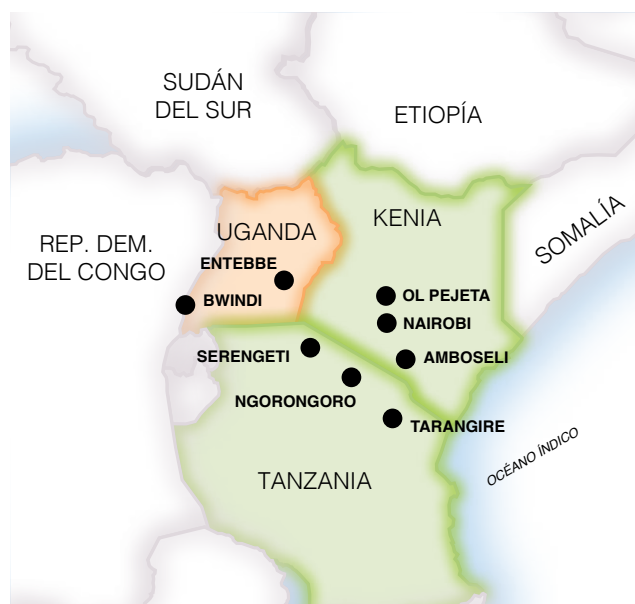 SUDÁN
DEL SUR
ETIOPÍA
SOMALÍA
UGANDA
KENIA
REP. DEM.
DEL CONGO
ENTEBBE
BWINDI
OL PEJETA
NAIROBI
SERENGETI
AMBOSELI
NGORONGORO
TARANGIRE
OCÉANO ÍNDICO
TANZANIA